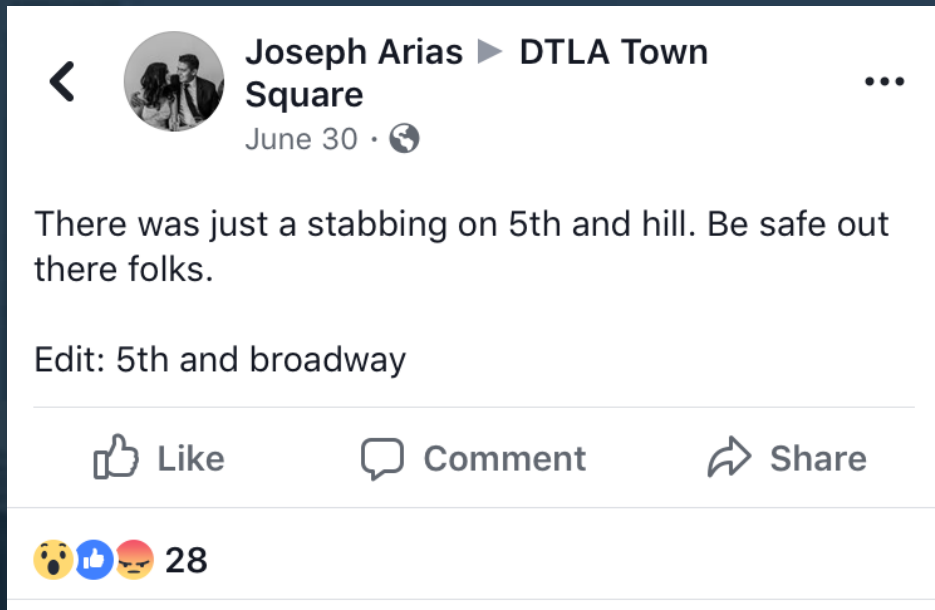 Joseph Arias ▶ DTLA Town
Square
June 30 ·
There was just a stabbing on 5th and hill. Be safe out
there folks.
Edit: 5th and broadway
Like Comment Share
28